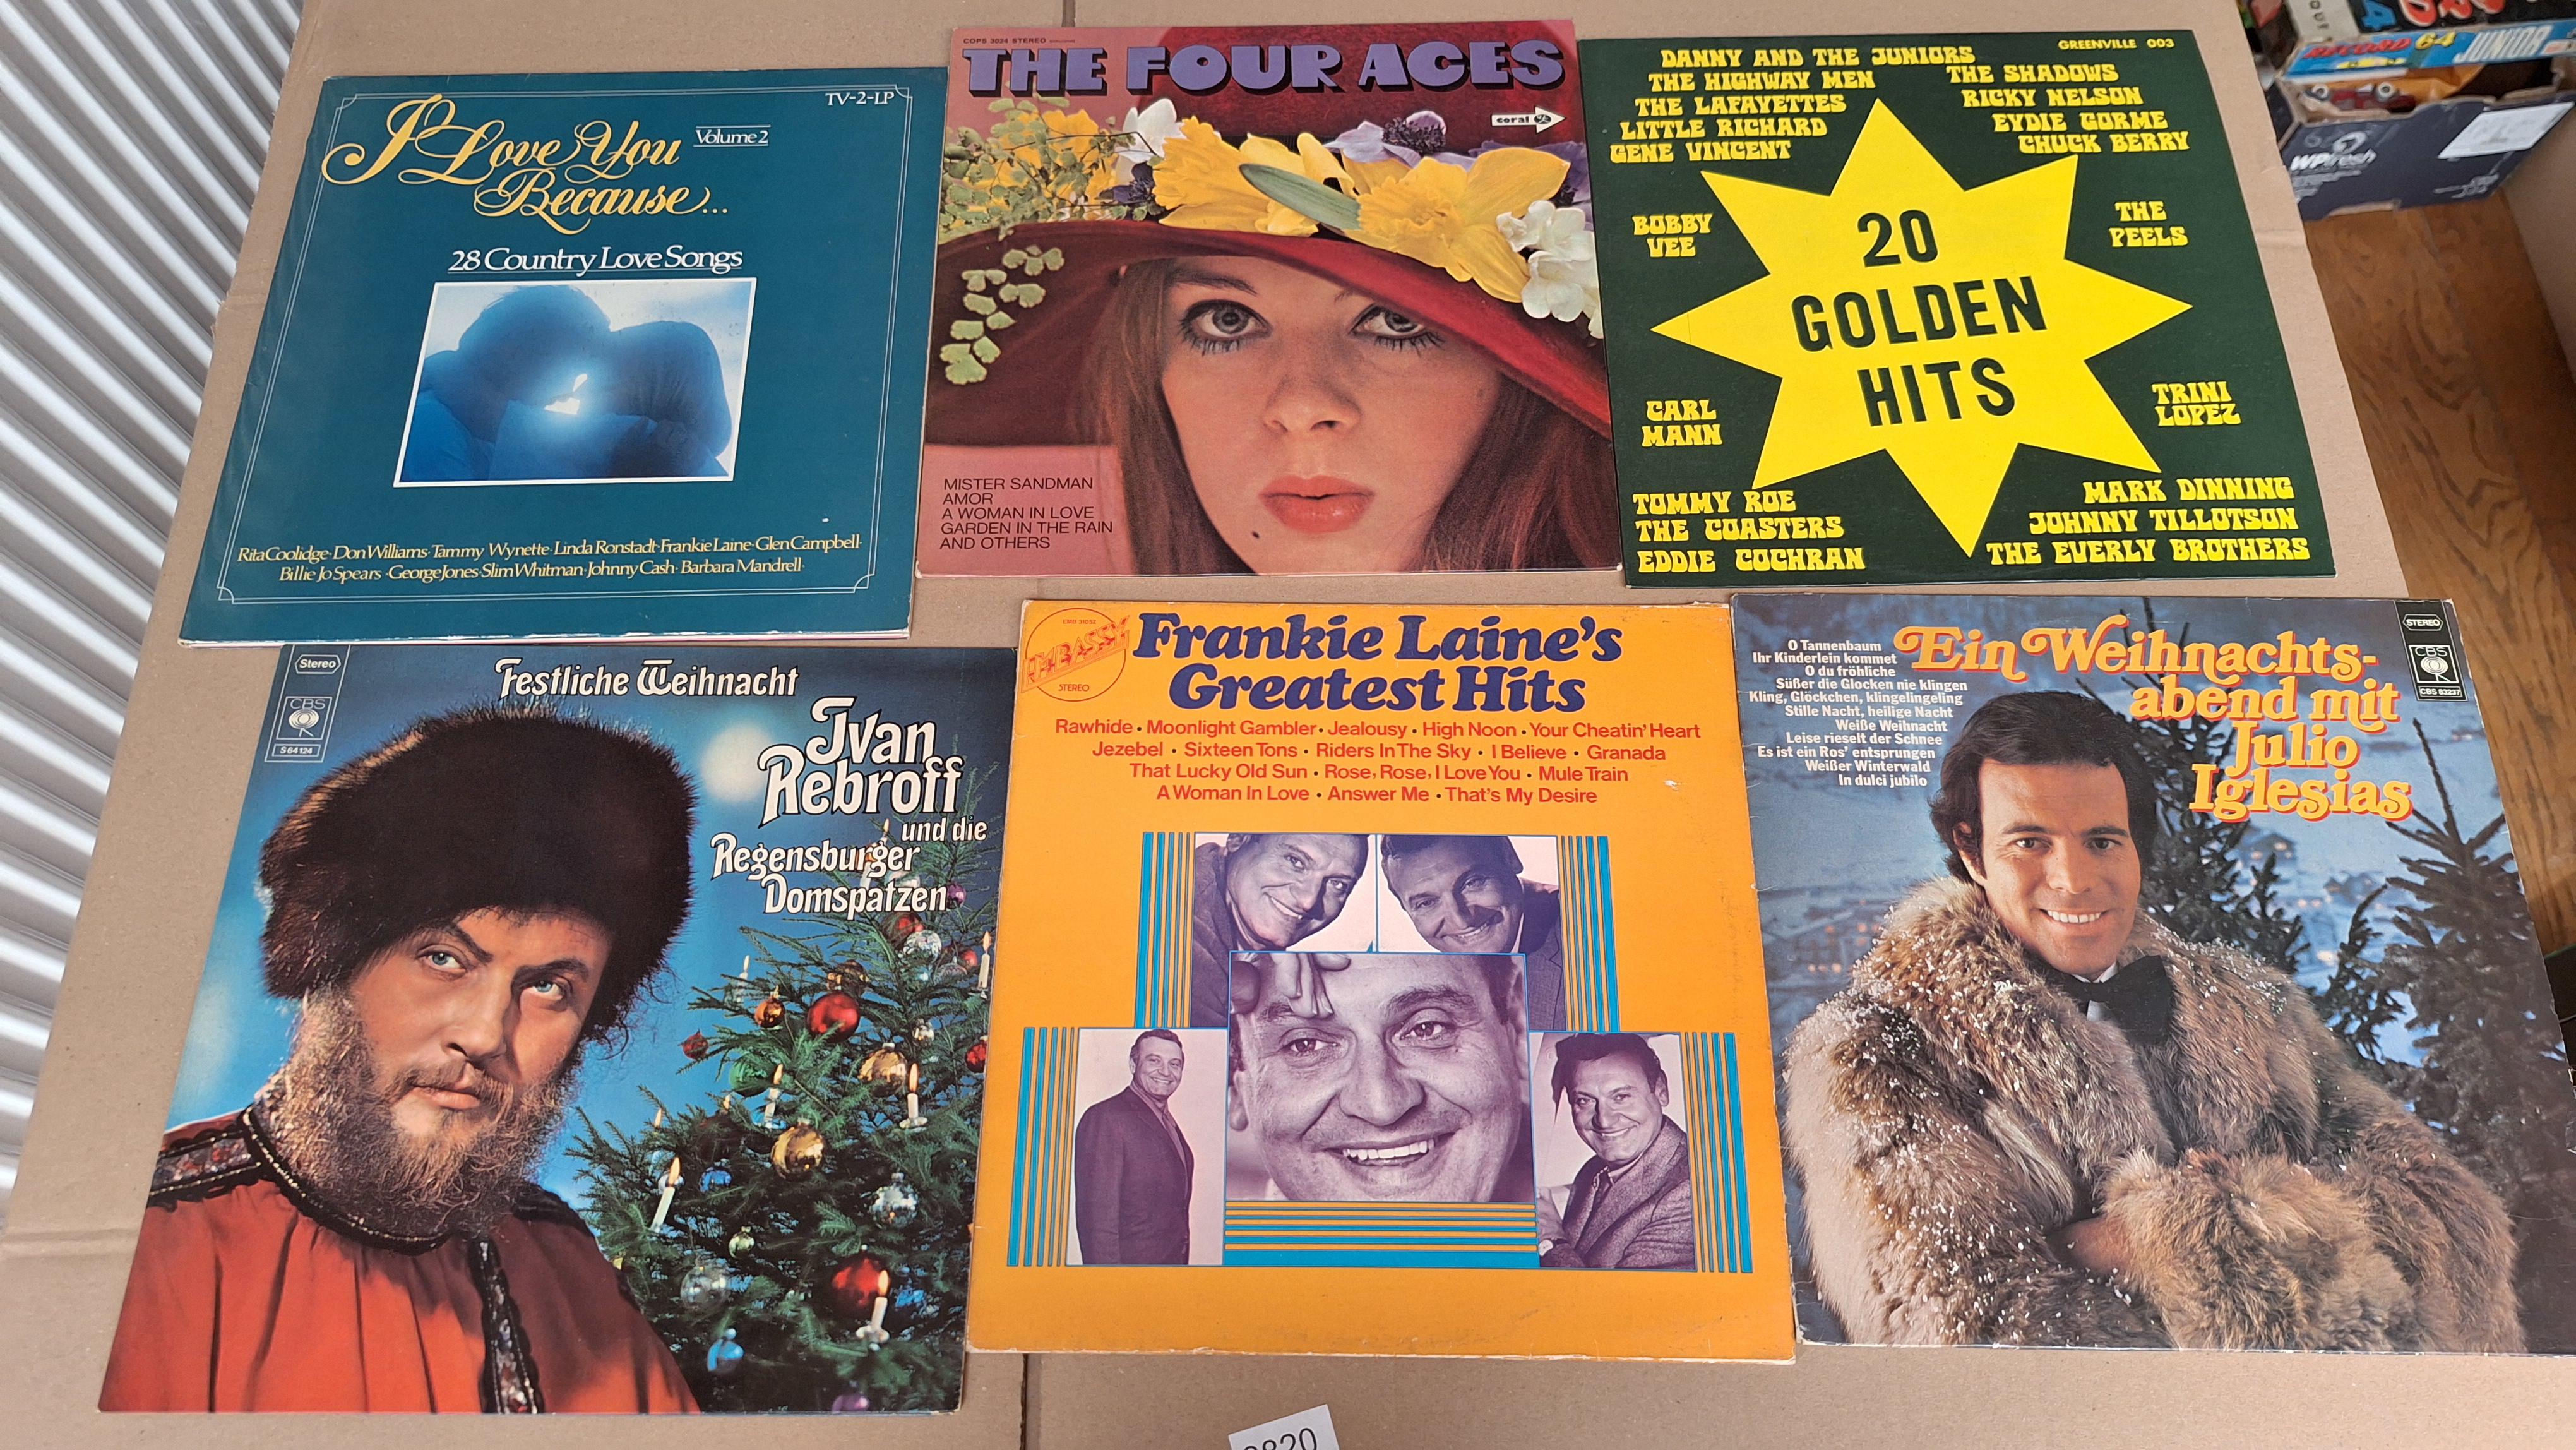 TV-2-LP
I Love You
Because...
Volume 2
28 Country Love Songs
Rita Coolidge · Don Williams · Tammy Wynette · Linda Ronstadt · Frankie Laine · Glen Campbell
Billie Jo Spears · George Jones · Slim Whitman · Johnny Cash · Barbara Mandrell
COPS 3024 STEREO
THE FOUR ACES
coral
MISTER SANDMAN
AMOR
A WOMAN IN LOVE
GARDEN IN THE RAIN
AND OTHERS
GREENVILLE 003
DANNY AND THE JUNIORS
THE HIGHWAY MEN
THE LAFAYETTES
LITTLE RICHARD
GENE VINCENT
THE SHADOWS
RICKY NELSON
EYDIE GORME
CHUCK BERRY
BOBBY
VEE
THE
PEELS
20
GOLDEN
HITS
CARL
MANN
TRINI
LOPEZ
TOMMY ROE
THE COASTERS
EDDIE COCHRAN
MARK DINNING
JOHNNY TILLOTSON
THE EVERLY BROTHERS
Stereo
CBS
S 64124
Festliche Weihnacht
Ivan
Rebroff
und die
Regensburger
Domspatzen
EMB 31052
EMBASSY
STEREO
Frankie Laine's
Greatest Hits
Rawhide • Moonlight Gambler • Jealousy • High Noon • Your Cheatin' Heart
Jezebel • Sixteen Tons • Riders In The Sky • I Believe • Granada
That Lucky Old Sun • Rose, Rose, I Love You • Mule Train
A Woman In Love • Answer Me • That's My Desire
O Tannenbaum
Ihr Kinderlein kommet
O du fröhliche
Süßer die Glocken nie klingen
Kling, Glöckchen, klingelingeling
Stille Nacht, heilige Nacht
Weiße Weihnacht
Leise rieselt der Schnee
Es ist ein Ros' entsprungen
Weißer Winterwald
In dulci jubilo
Ein Weihnachts-
abend mit
Julio
Iglesias
STEREO
CBS
CBS 83237
RECORD 64 JUNIOR
WPfresh